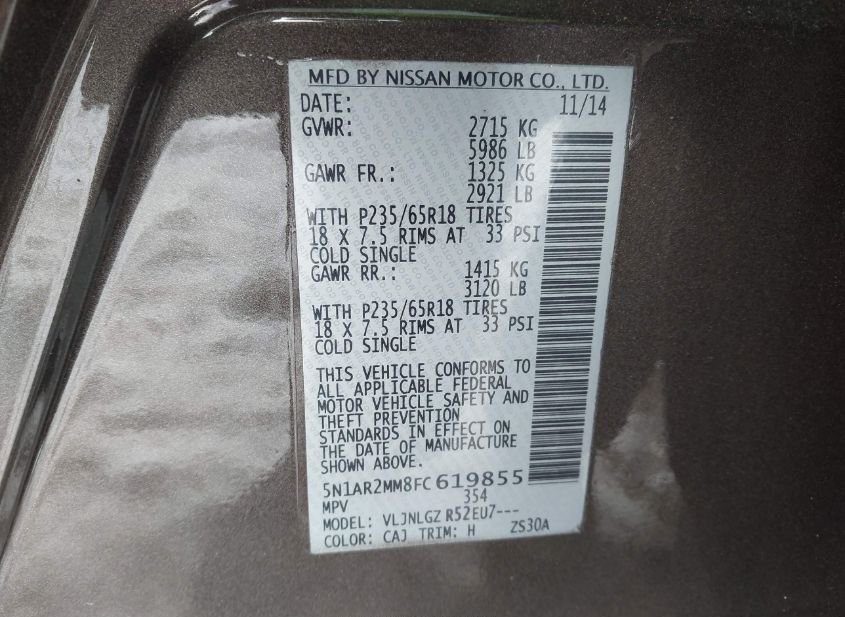 MFD BY NISSAN MOTOR CO., LTD.
DATE: 11/14
GVWR: 2715 KG
5986 LB
GAWR FR.: 1325 KG
2921 LB
WITH P235/65R18 TIRES
18 X 7.5 RIMS AT 33 PSI
COLD SINGLE
GAWR RR.: 1415 KG
3120 LB
WITH P235/65R18 TIRES
18 X 7.5 RIMS AT 33 PSI
COLD SINGLE
THIS VEHICLE CONFORMS TO
ALL APPLICABLE FEDERAL
MOTOR VEHICLE SAFETY AND
THEFT PREVENTION
STANDARDS IN EFFECT ON
THE DATE OF MANUFACTURE
SHOWN ABOVE.
5N1AR2MM8FC619855
MPV 354
MODEL: VLJNLGZ R52EU7---
COLOR: CAJ TRIM: H ZS30A